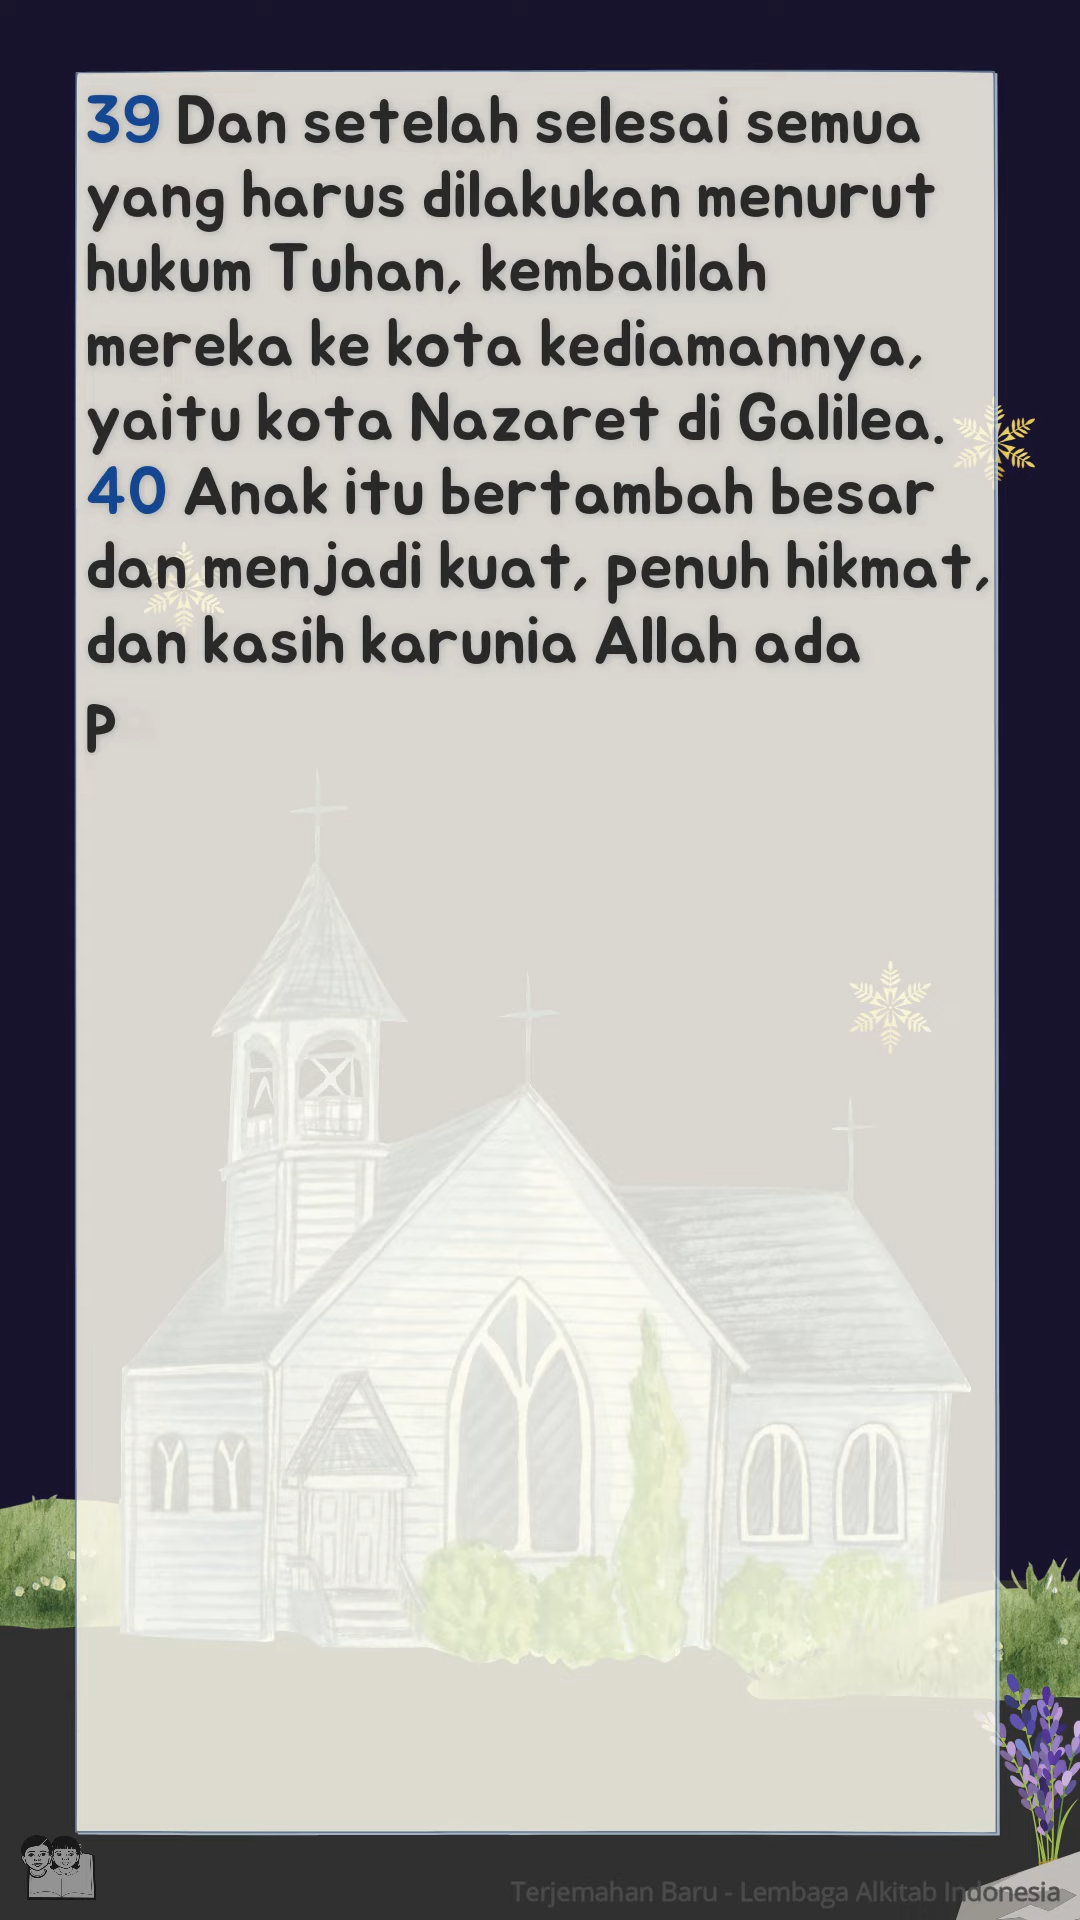 39 Dan setelah selesai semua
yang harus dilakukan menurut
hukum Tuhan, kembalilah
mereka ke kota kediamannya,
yaitu kota Nazaret di Galilea.
40 Anak itu bertambah besar
dan menjadi kuat, penuh hikmat,
dan kasih karunia Allah ada
p
Terjemahan Baru - Lembaga Alkitab Indonesia